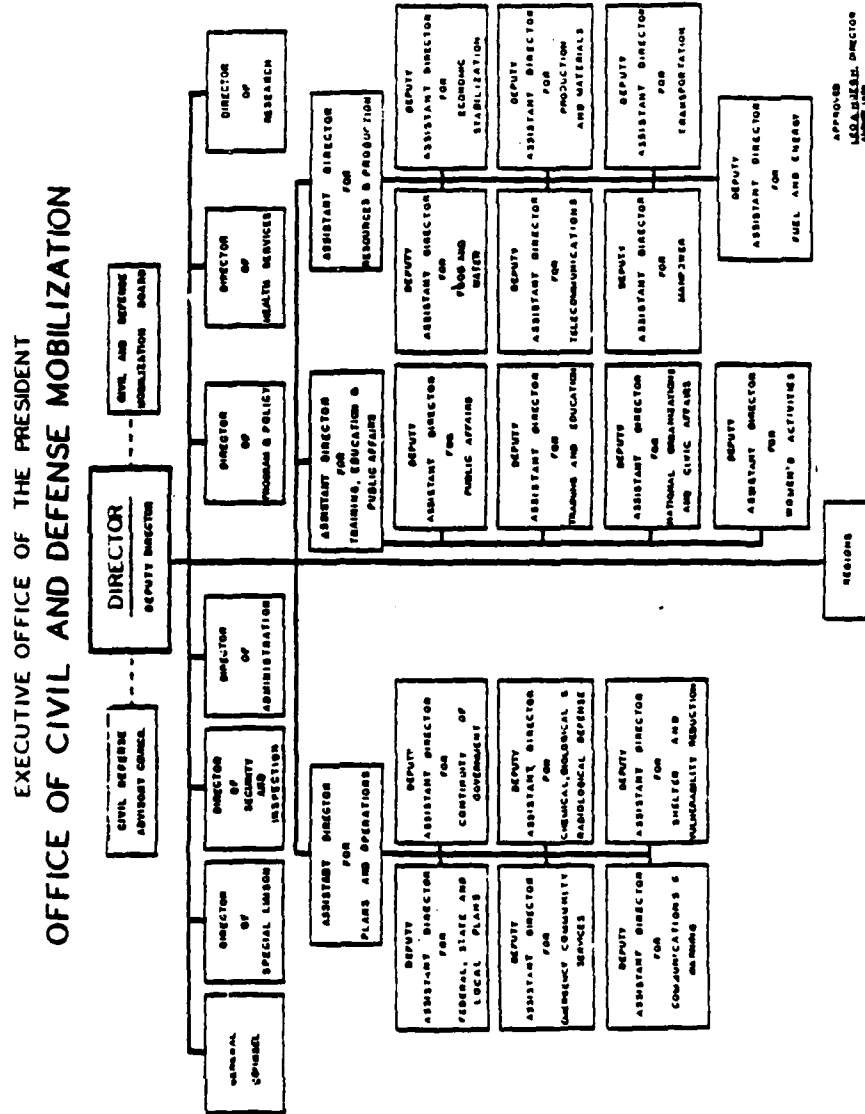 EXECUTIVE OFFICE OF THE PRESIDENT
OFFICE OF CIVIL AND DEFENSE MOBILIZATION
CIVIL DEFENSE
ADVISORY COUNCIL
DIRECTOR
DEPUTY DIRECTOR
CIVIL AND DEFENSE
MOBILIZATION BOARD
GENERAL
COUNSEL
DIRECTOR
OF
SPECIAL LIAISON
DIRECTOR
OF
SECURITY
AND
INSPECTION
DIRECTOR
OF
ADMINISTRATION
DIRECTOR
OF
PROGRAM & POLICY
DIRECTOR
OF
HEALTH SERVICES
DIRECTOR
OF
RESEARCH
ASSISTANT DIRECTOR
FOR
PLANS AND OPERATIONS
ASSISTANT DIRECTOR
FOR
TRAINING, EDUCATION &
PUBLIC AFFAIRS
ASSISTANT DIRECTOR
FOR
RESOURCES & PRODUCTION
DEPUTY
ASSISTANT DIRECTOR
FOR
FEDERAL, STATE AND
LOCAL PLANS
DEPUTY
ASSISTANT DIRECTOR
FOR
CONTINUITY OF
GOVERNMENT
DEPUTY
ASSISTANT DIRECTOR
FOR
PUBLIC AFFAIRS
DEPUTY
ASSISTANT DIRECTOR
FOR
FOOD AND
WATER
DEPUTY
ASSISTANT DIRECTOR
FOR
ECONOMIC
STABILIZATION
DEPUTY
ASSISTANT DIRECTOR
FOR
EMERGENCY COMMUNITY
SERVICES
DEPUTY
ASSISTANT DIRECTOR
FOR
CHEMICAL, BIOLOGICAL &
RADIOLOGICAL DEFENSE
DEPUTY
ASSISTANT DIRECTOR
FOR
TRAINING AND EDUCATION
DEPUTY
ASSISTANT DIRECTOR
FOR
TELECOMMUNICATIONS
DEPUTY
ASSISTANT DIRECTOR
FOR
PRODUCTION
AND MATERIALS
DEPUTY
ASSISTANT DIRECTOR
FOR
COMMUNICATIONS &
WARNING
DEPUTY
ASSISTANT DIRECTOR
FOR
SHELTER AND
VULNERABILITY REDUCTION
DEPUTY
ASSISTANT DIRECTOR
FOR
NATIONAL ORGANIZATIONS
AND CIVIC AFFAIRS
DEPUTY
ASSISTANT DIRECTOR
FOR
MANPOWER
DEPUTY
ASSISTANT DIRECTOR
FOR
TRANSPORTATION
DEPUTY
ASSISTANT DIRECTOR
FOR
WOMEN'S ACTIVITIES
DEPUTY
ASSISTANT DIRECTOR
FOR
FUEL AND ENERGY
REGIONS
APPROVED
DIRECTOR